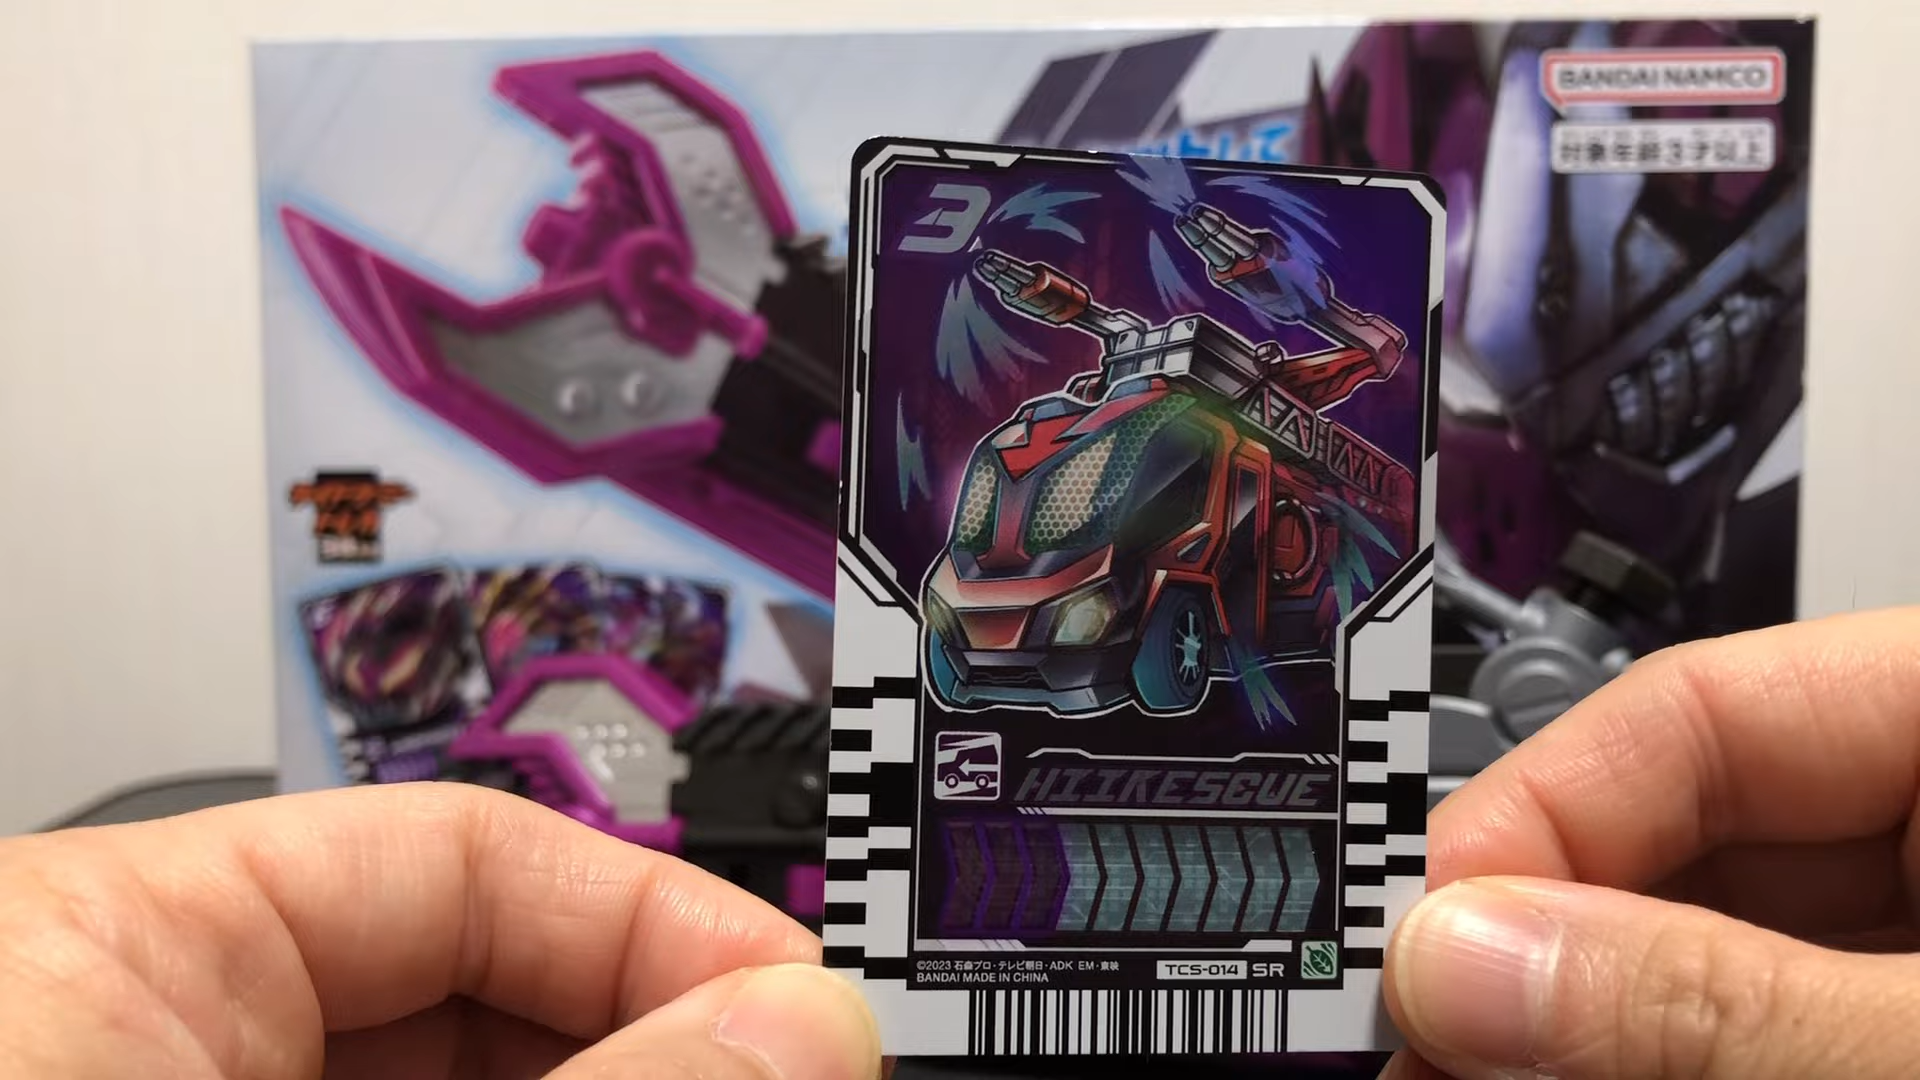 BANDAI NAMCO
対象年齢3才以上
3
HIIKESCUE
©2023 石森プロ・テレビ朝日・ADK EM・東映
BANDAI MADE IN CHINA
TCS-014 SR